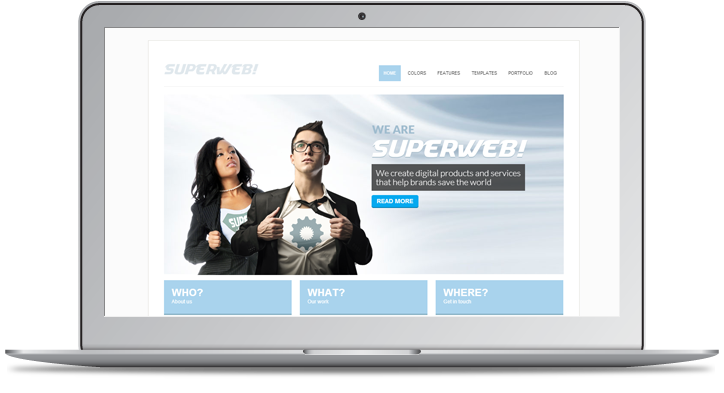 SUPERWEB!
HOME COLORS FEATURES TEMPLATES PORTFOLIO BLOG
WE ARE
SUPERWEB!
We create digital products and services
that help brands save the world
READ MORE
SUPE
WHO?
About us
WHAT?
Our work
WHERE?
Get in touch